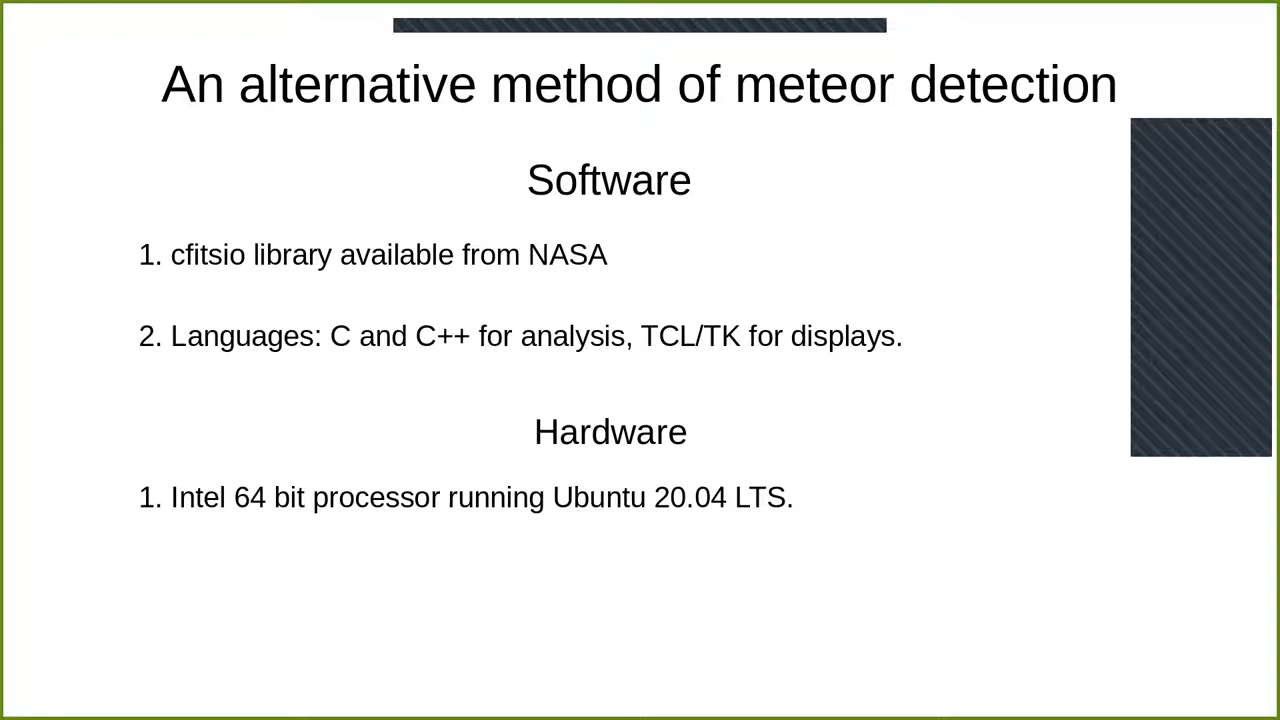 An alternative method of meteor detection
Software
1. cfitsio library available from NASA
2. Languages: C and C++ for analysis, TCL/TK for displays.
Hardware
1. Intel 64 bit processor running Ubuntu 20.04 LTS.